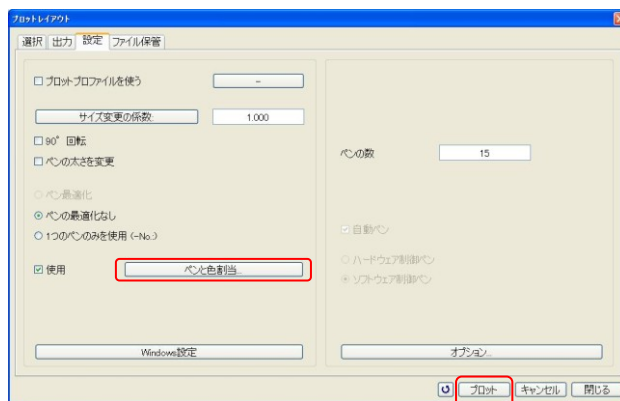 プロットレイアウト
選択 出力 設定 ファイル保管
プロットプロファイルを使う -
サイズ変更の係数: 1.000
90° 回転
ペンの太さを変更
ペン最適化
ペンの最適化なし
1つのペンのみを使用 (-No.:)
使用 ペンと色割当...
Windows設定
ペンの数 15
自動ペン
ハードウェア制御ペン
ソフトウェア制御ペン
オプション...
プロット キャンセル 閉じる